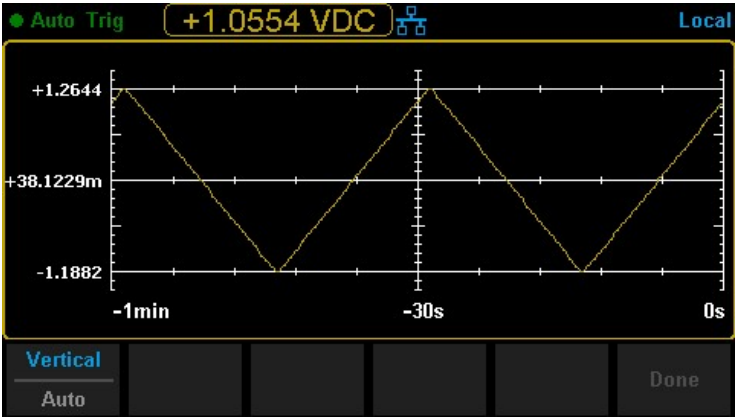 Auto Trig
+1.0554 VDC
Local
+1.2644
+38.1229m
-1.1882
-1min
-30s
0s
Vertical
Auto
Done